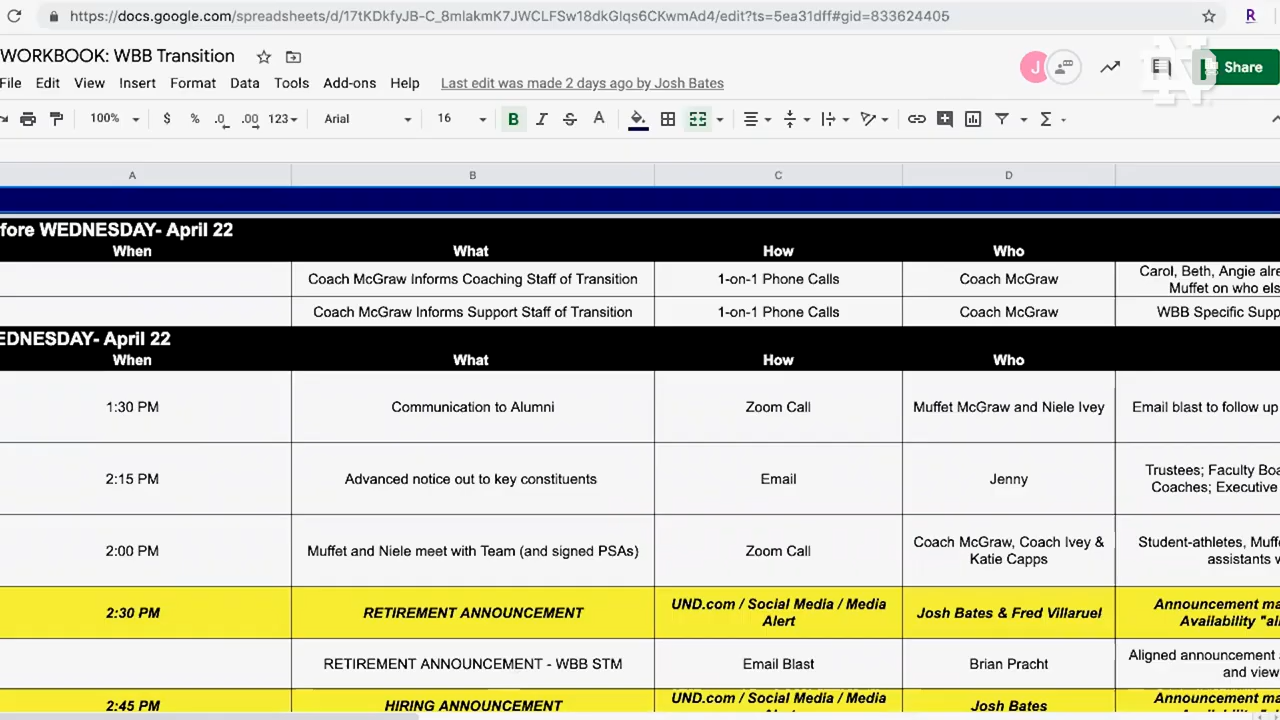 https://docs.google.com/spreadsheets/d/17tKDkfyJB-C_8mlakmK7JWCLFSw18dkGIqs6CKwmAd4/edit?ts=5ea31dff#gid=833624405
R
WORKBOOK: WBB Transition
J
Share
File Edit View Insert Format Data Tools Add-ons Help Last edit was made 2 days ago by Josh Bates
100% $ % .0 .00 123 Arial 16 B I S A
A B C D
fore WEDNESDAY- April 22
When What How Who
Coach McGraw Informs Coaching Staff of Transition 1-on-1 Phone Calls Coach McGraw Carol, Beth, Angie alre
Muffet on who els
Coach McGraw Informs Support Staff of Transition 1-on-1 Phone Calls Coach McGraw WBB Specific Supp
EDNESDAY- April 22
When What How Who
1:30 PM Communication to Alumni Zoom Call Muffet McGraw and Niele Ivey Email blast to follow up
2:15 PM Advanced notice out to key constituents Email Jenny Trustees; Faculty Boa
Coaches; Executive
2:00 PM Muffet and Niele meet with Team (and signed PSAs) Zoom Call Coach McGraw, Coach Ivey & Student-athletes, Muff
Katie Capps assistants w
2:30 PM RETIREMENT ANNOUNCEMENT UND.com / Social Media / Media Josh Bates & Fred Villaruel Announcement ma
Alert Availability "ali
RETIREMENT ANNOUNCEMENT - WBB STM Email Blast Brian Pracht Aligned announcement
and view
2:45 PM HIRING ANNOUNCEMENT UND.com / Social Media / Media Josh Bates Announcement ma
Alert